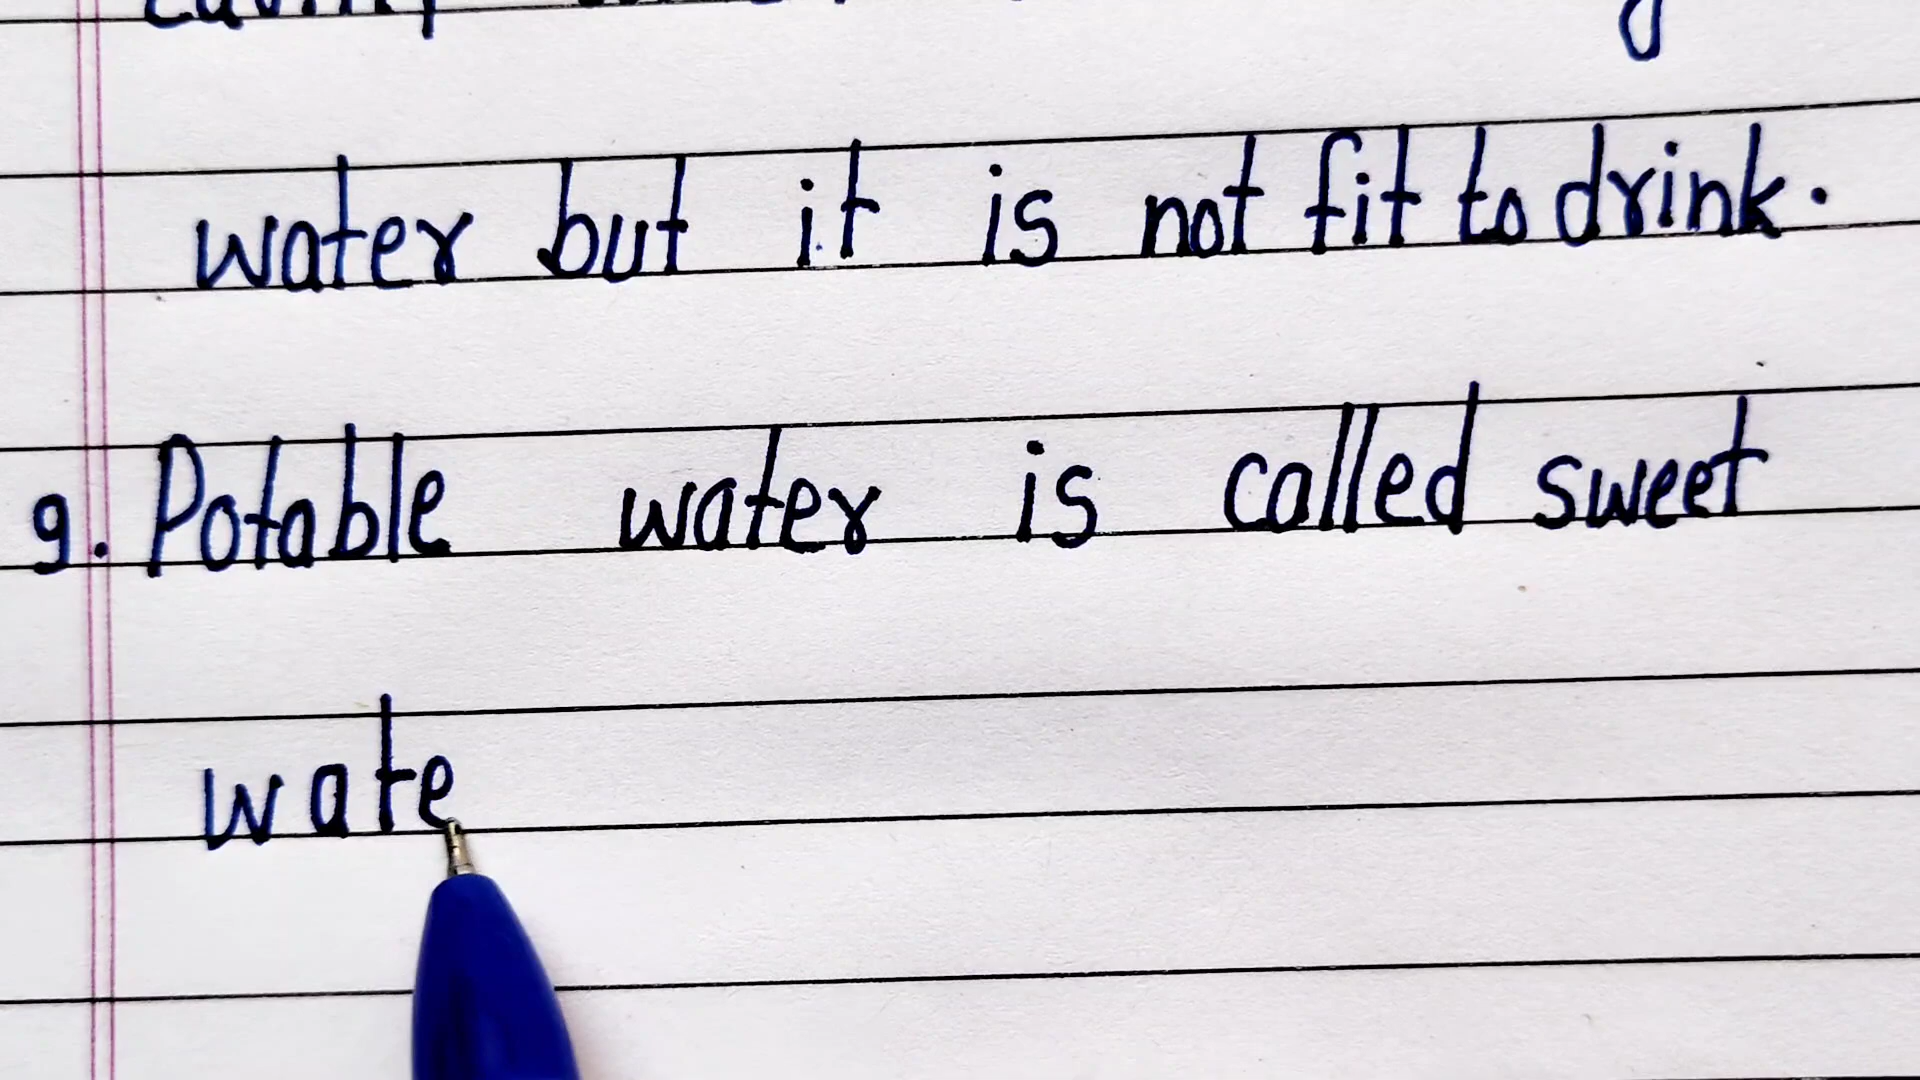 water but it is not fit to drink.
9. Potable water is called sweet
wate